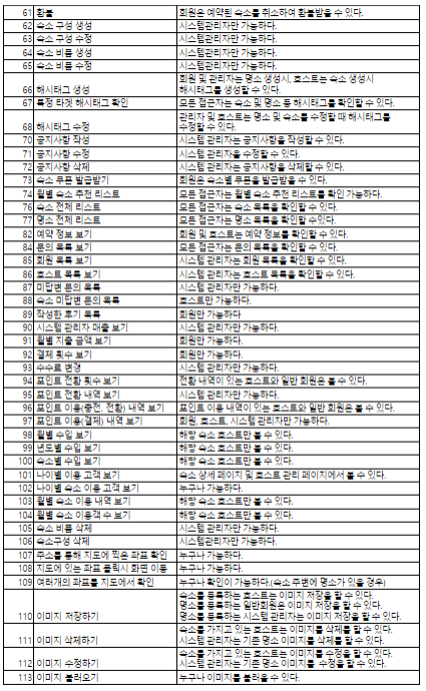 61 환불 회원은 예약된 숙소를 취소하여 환불받을 수 있다.
62 숙소 구성 생성 시스템관리자만 가능하다.
63 숙소 구성 수정 시스템관리자만 가능하다.
64 숙소 비품 생성 시스템관리자만 가능하다.
65 숙소 비품 수정 시스템관리자만 가능하다.
회원 및 관리자는 명소 생성시, 호스트는 숙소 생성시
66 해시태그 생성 해시태그를 생성할 수 있다.
67 특정 타겟 해시태그 확인 모든 접근자는 숙소 및 명소 등 해시태그를 확인할 수 있다.
관리자 및 호스트는 명소 및 숙소를 수정할 때 해시태그를
68 해시태그 수정 수정할 수 있다.
70 공지사항 작성 시스템 관리자는 공지사항을 작성할 수 있다.
71 공지사항 수정 시스템 관리자을 수정할 수 있다.
72 공지사항 삭제 시스템 관리자는 공지사항을 삭제할 수 있다.
73 숙소 쿠폰 발급받기 회원은 숙소별 쿠폰을 발급받을 수 있다.
74 월별 숙소 추천 리스트 모든 접근자는 월별 숙소 추천 리스트를 확인 가능하다.
76 숙소 전체 리스트 모든 접근자는 숙소 목록을 확인할 수 있다.
77 명소 전체 리스트 모든 접근자는 명소 목록을 확인할 수 있다.
82 예약 정보 보기 회원 및 호스트는 예약 정보를 확인할 수 있다.
84 문의 목록 보기 모든 접근자는 문의 목록을 확인할 수 있다.
85 회원 목록 보기 시스템 관리자는 회원 목록을 확인할 수 있다.
86 호스트 목록 보기 시스템 관리자는 호스트 목록을 확인할 수 있다.
87 미답변 문의 목록 시스템 관리자만 가능하다.
88 숙소 미답변 문의 목록 호스트만 가능하다.
89 작성한 후기 목록 회원만 가능하다
90 시스템 관리자 매출 보기 시스템 관리자만 가능하다.
91 월별 지출 금액 보기 회원만 가능하다.
92 결제 횟수 보기 회원만 가능하다.
93 수수료 변경 시스템 관리자만 가능하다.
94 포인트 전환 횟수 보기 전환 내역이 있는 호스트와 일반 회원은 볼 수 있다.
95 포인트 전환 내역 보기 시스템 관리자만 가능하다.
96 포인트 이용(충전, 전환) 내역 보기 포인트 이용 내역이 있는 호스트와 일반 회원은 볼 수 있다.
97 포인트 이용(결제) 내역 보기 회원, 호스트, 시스템 관리자만 가능하다.
98 월별 수입 보기 해당 숙소 호스트만 볼 수 있다.
99 년도별 수입 보기 해당 숙소 호스트만 볼 수 있다.
100 숙소별 수입 보기 해당 숙소 호스트만 볼 수 있다.
101 나이별 이용 고객 보기 숙소 상세 페이지 및 호스트 관리 페이지에서 볼 수 있다.
102 나이별 숙소 이용 고객 보기 누구나 가능하다.
103 월별 숙소 이용 내역 보기 해당 숙소 호스트만 볼 수 있다.
104 월별 숙소 이용객 수 보기 해당 숙소 호스트만 볼 수 있다.
105 숙소 비품 삭제 시스템 관리자만 가능하다.
106 숙소구성 삭제 시스템관리자만 가능하다.
107 주소를 통해 지도에 찍은 좌표 확인 누구나 가능하다.
108 지도에 있는 좌표 클릭시 화면 이동 누구나 가능하다.
109 여러개의 좌표를 지도에서 확인 누구나 확인이 가능하다.(숙소 주변에 명소가 있을 경우)
숙소를 등록하는 호스트는 이미지 저장을 할 수 있다.
명소를 등록하는 일반회원은 이미지 저장을 할 수 있다.
110 이미지 저장하기 명소를 등록하는 시스템 관리자는 이미지 저장을 할 수 있다.
숙소를 가지고 있는 호스트는 이미지를 삭제를 할 수 있다.
111 이미지 삭제하기 시스템 관리자는 기존 명소 이미지를 삭제를 할 수 있다.
숙소를 가지고 있는 호스트는 이미지를 수정을 할 수 있다.
112 이미지 수정하기 시스템 관리자는 기존 명소 이미지를 수정을 할 수 있다.
113 이미지 불러오기 누구나 이미지를 불러올 수 있다.